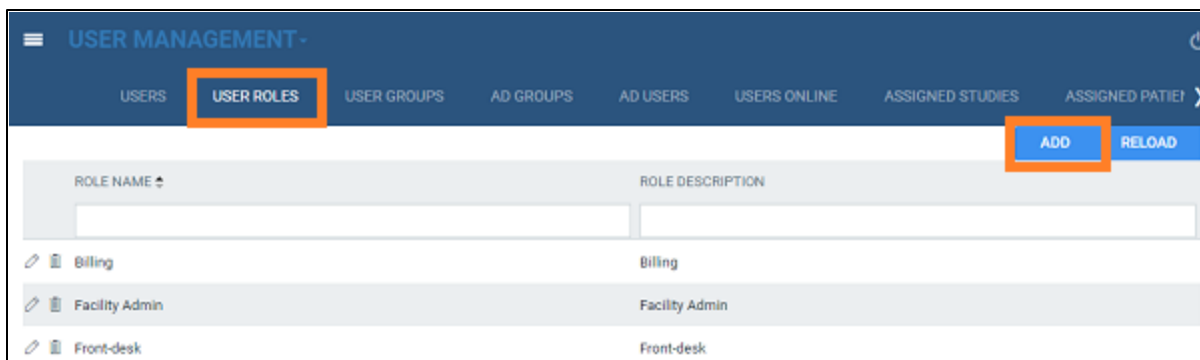 USER MANAGEMENT
USERS USER ROLES USER GROUPS AD GROUPS AD USERS USERS ONLINE ASSIGNED STUDIES ASSIGNED
ADD RELOAD
ROLE NAME ROLE DESCRIPTION
Billing Billing
Facility Admin Facility Admin
Front-desk Front-desk